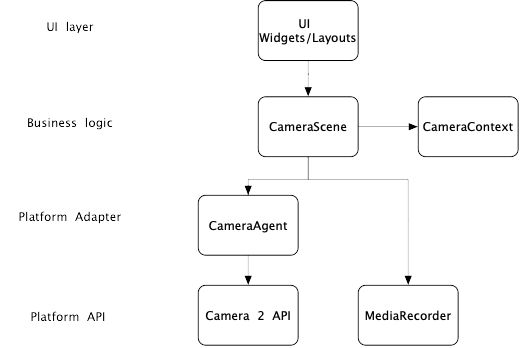 UI layer
UI
Widgets/Layouts
Business logic
CameraScene
CameraContext
Platform Adapter
CameraAgent
Platform API
Camera 2 API
MediaRecorder